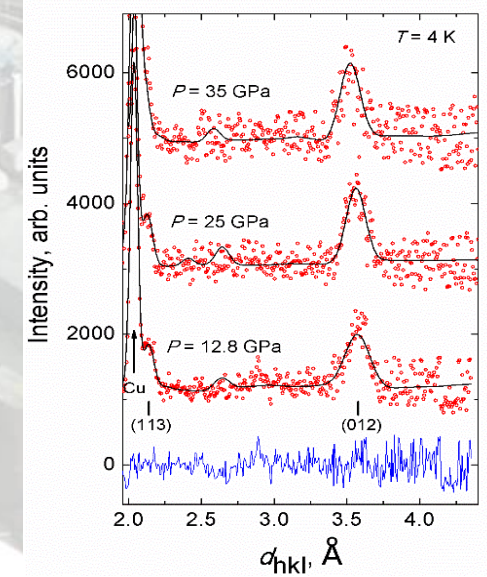 T = 4 K
6000
P = 35 GPa
4000
P = 25 GPa
2000
P = 12.8 GPa
Cu
(113)
(012)
0
2.0
2.5
3.0
3.5
4.0
Intensity, arb. units
dhkl, Å